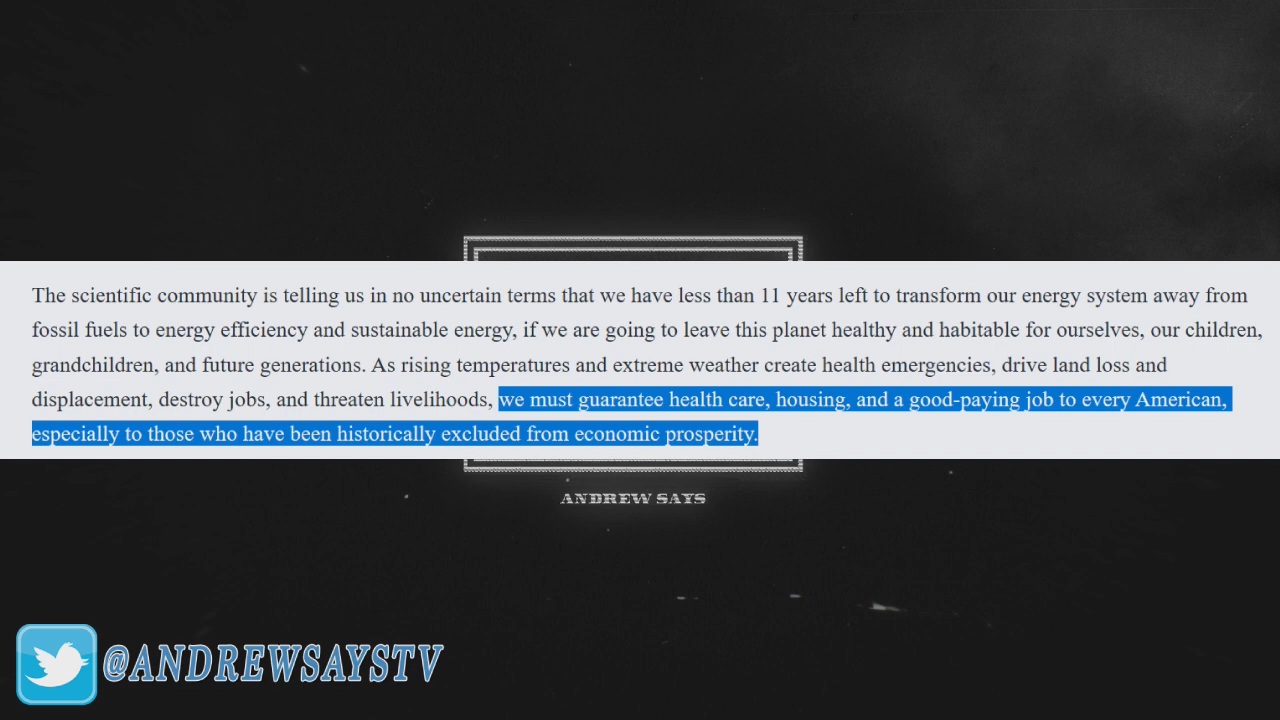 The scientific community is telling us in no uncertain terms that we have less than 11 years left to transform our energy system away from
fossil fuels to energy efficiency and sustainable energy, if we are going to leave this planet healthy and habitable for ourselves, our children,
grandchildren, and future generations. As rising temperatures and extreme weather create health emergencies, drive land loss and
displacement, destroy jobs, and threaten livelihoods, we must guarantee health care, housing, and a good-paying job to every American,
especially to those who have been historically excluded from economic prosperity.
ANDREW SAYS
@ANDREWSAYSTV